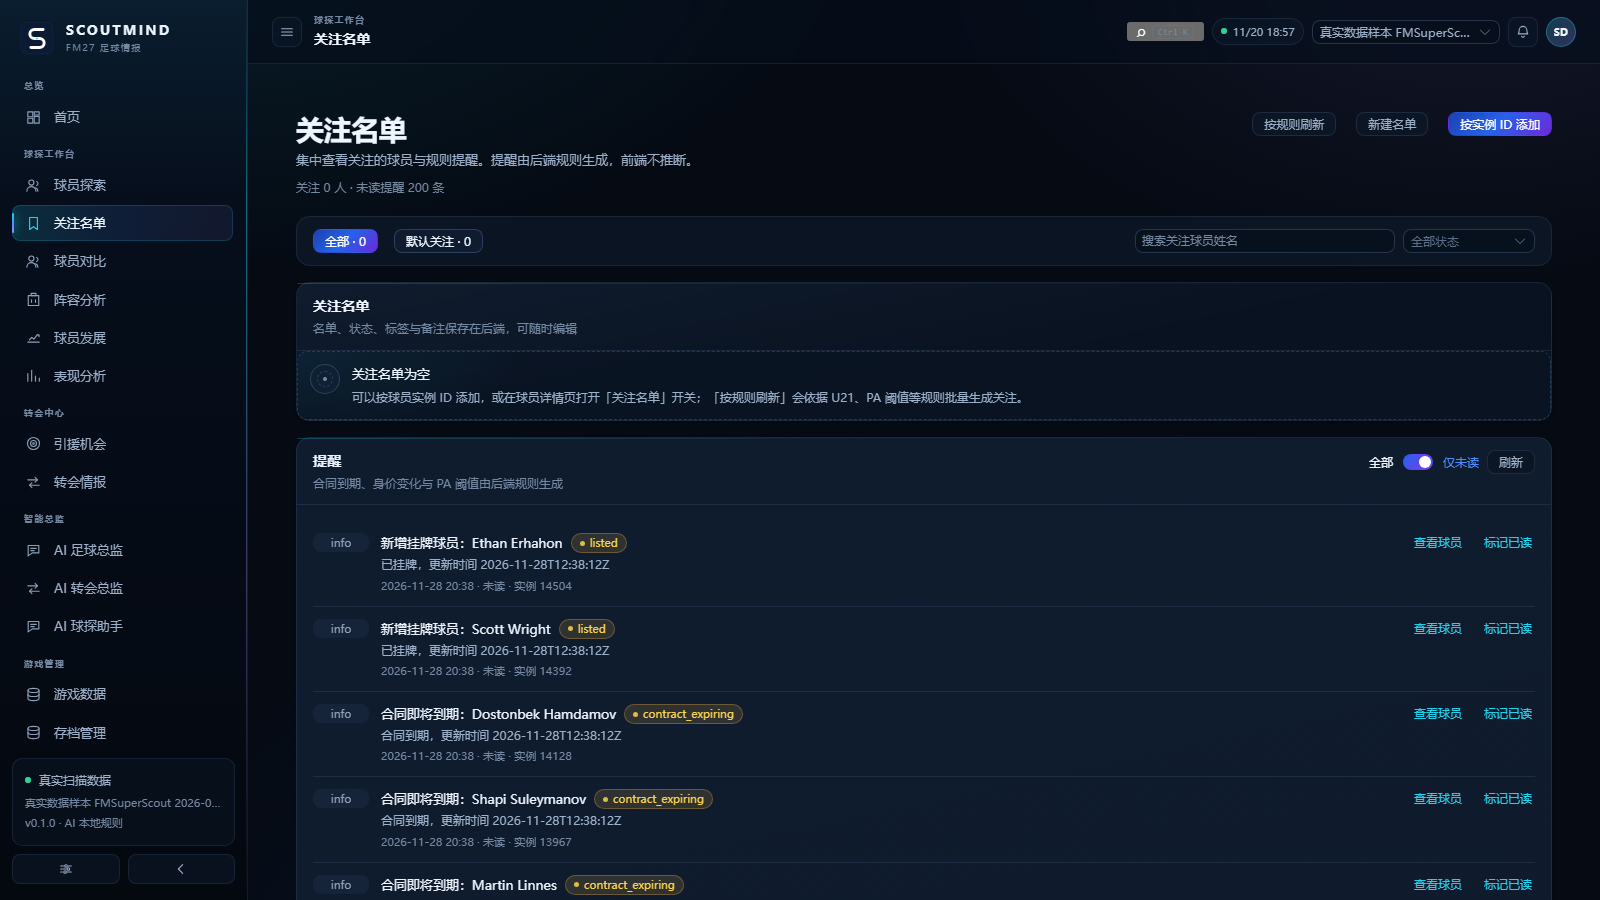 SCOUTMIND
FM27 足球情报
总览
首页
球探工作台
球员探索
关注名单
球员对比
阵容分析
球员发展
表现分析
转会中心
引援机会
转会情报
智能总监
AI 足球总监
AI 转会总监
AI 球探助手
游戏管理
游戏数据
存档管理
真实扫描数据
真实数据样本 FMSuperScout 2026-0...
v0.1.0 · AI 本地规则
球探工作台
关注名单
Ctrl K
11/20 18:57
真实数据样本 FMSuperSc...
SD
关注名单
集中查看关注的球员与规则提醒。提醒由后端规则生成，前端不推断。
关注 0 人 · 未读提醒 200 条
按规则刷新
新建名单
按实例 ID 添加
全部 · 0
默认关注 · 0
搜索关注球员姓名
全部状态
关注名单
名单、状态、标签与备注保存在后端，可随时编辑
关注名单为空
可以按球员实例 ID 添加，或在球员详情页打开「关注名单」开关；「按规则刷新」会依据 U21、PA 阈值等规则批量生成关注。
提醒
合同到期、身价变化与 PA 阈值由后端规则生成
全部 仅未读 刷新
info 新增挂牌球员：Ethan Erhahon listed 查看球员 标记已读
已挂牌，更新时间 2026-11-28T12:38:12Z
2026-11-28 20:38 · 未读 · 实例 14504
info 新增挂牌球员：Scott Wright listed 查看球员 标记已读
已挂牌，更新时间 2026-11-28T12:38:12Z
2026-11-28 20:38 · 未读 · 实例 14392
info 合同即将到期：Dostonbek Hamdamov contract_expiring 查看球员 标记已读
合同到期，更新时间 2026-11-28T12:38:12Z
2026-11-28 20:38 · 未读 · 实例 14128
info 合同即将到期：Shapi Suleymanov contract_expiring 查看球员 标记已读
合同到期，更新时间 2026-11-28T12:38:12Z
2026-11-28 20:38 · 未读 · 实例 13967
info 合同即将到期：Martin Linnes contract_expiring 查看球员 标记已读